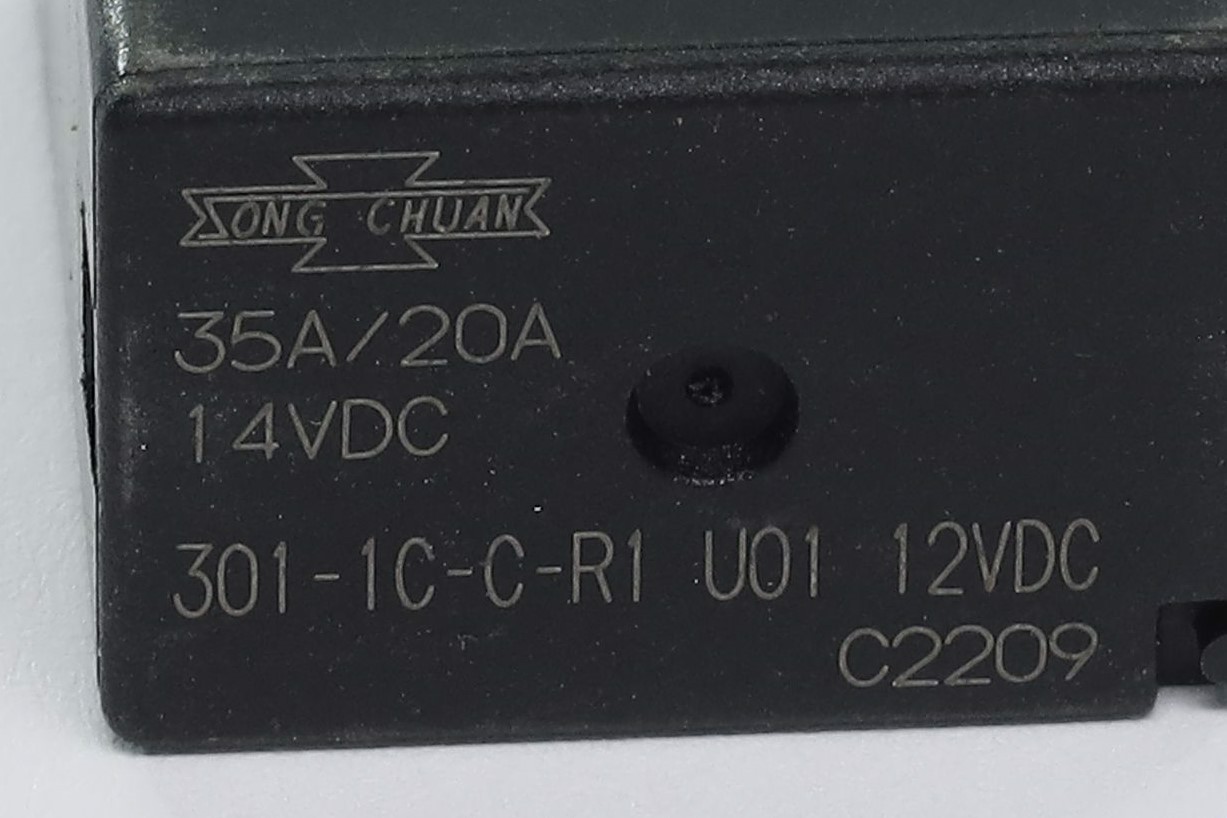 SONG CHUAN
35A/20A
14VDC
301-1C-C-R1 U01 12VDC
C2209